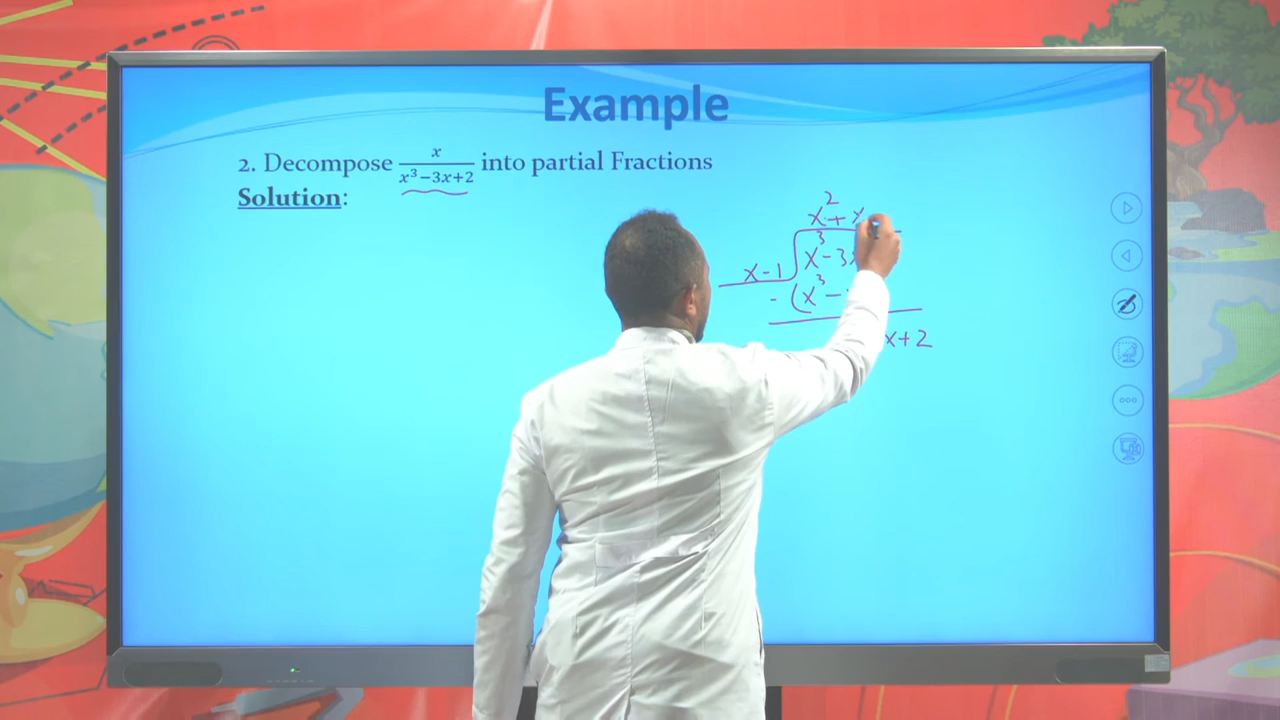 Example
2. Decompose x/(x³−3x+2) into partial Fractions
Solution:
x² + x
x-1
x³ - 3
- (x³ -
x+2